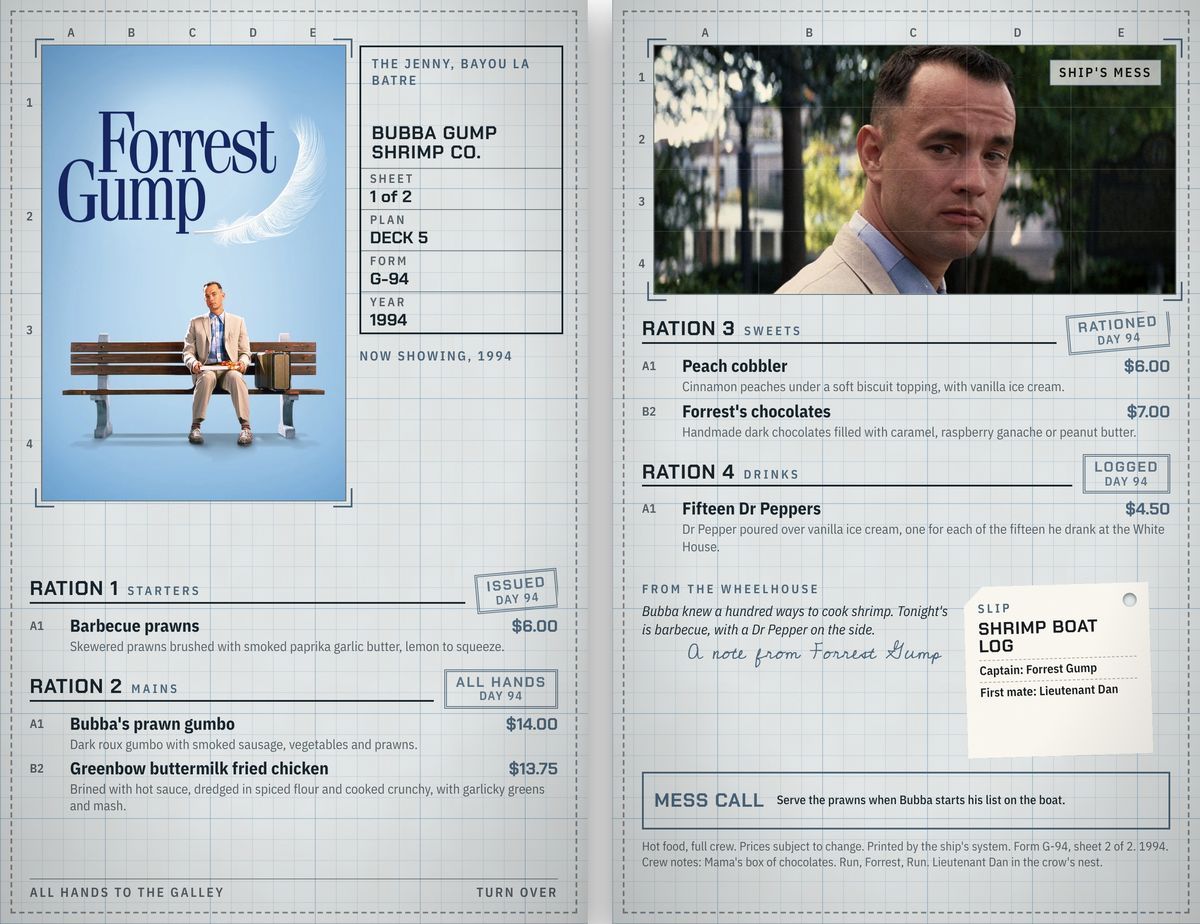 A B C D E
1
2
3
4
Forrest
Gump
THE JENNY, BAYOU LA
BATRE
BUBBA GUMP
SHRIMP CO.
SHEET
1 of 2
PLAN
DECK 5
FORM
G-94
YEAR
1994
NOW SHOWING, 1994
RATION 1 STARTERS
ISSUED
DAY 94
A1 Barbecue prawns $6.00
Skewered prawns brushed with smoked paprika garlic butter, lemon to squeeze.
RATION 2 MAINS
ALL HANDS
DAY 94
A1 Bubba's prawn gumbo $14.00
Dark roux gumbo with smoked sausage, vegetables and prawns.
B2 Greenbow buttermilk fried chicken $13.75
Brined with hot sauce, dredged in spiced flour and cooked crunchy, with garlicky greens
and mash.
ALL HANDS TO THE GALLEY TURN OVER
A B C D E
1
2
3
4
SHIP'S MESS
RATION 3 SWEETS
RATIONED
DAY 94
A1 Peach cobbler $6.00
Cinnamon peaches under a soft biscuit topping, with vanilla ice cream.
B2 Forrest's chocolates $7.00
Handmade dark chocolates filled with caramel, raspberry ganache or peanut butter.
RATION 4 DRINKS
LOGGED
DAY 94
A1 Fifteen Dr Peppers $4.50
Dr Pepper poured over vanilla ice cream, one for each of the fifteen he drank at the White
House.
FROM THE WHEELHOUSE
Bubba knew a hundred ways to cook shrimp. Tonight's
is barbecue, with a Dr Pepper on the side.
A note from Forrest Gump
SLIP
SHRIMP BOAT
LOG
Captain: Forrest Gump
First mate: Lieutenant Dan
MESS CALL Serve the prawns when Bubba starts his list on the boat.
Hot food, full crew. Prices subject to change. Printed by the ship's system. Form G-94, sheet 2 of 2. 1994.
Crew notes: Mama's box of chocolates. Run, Forrest, Run. Lieutenant Dan in the crow's nest.